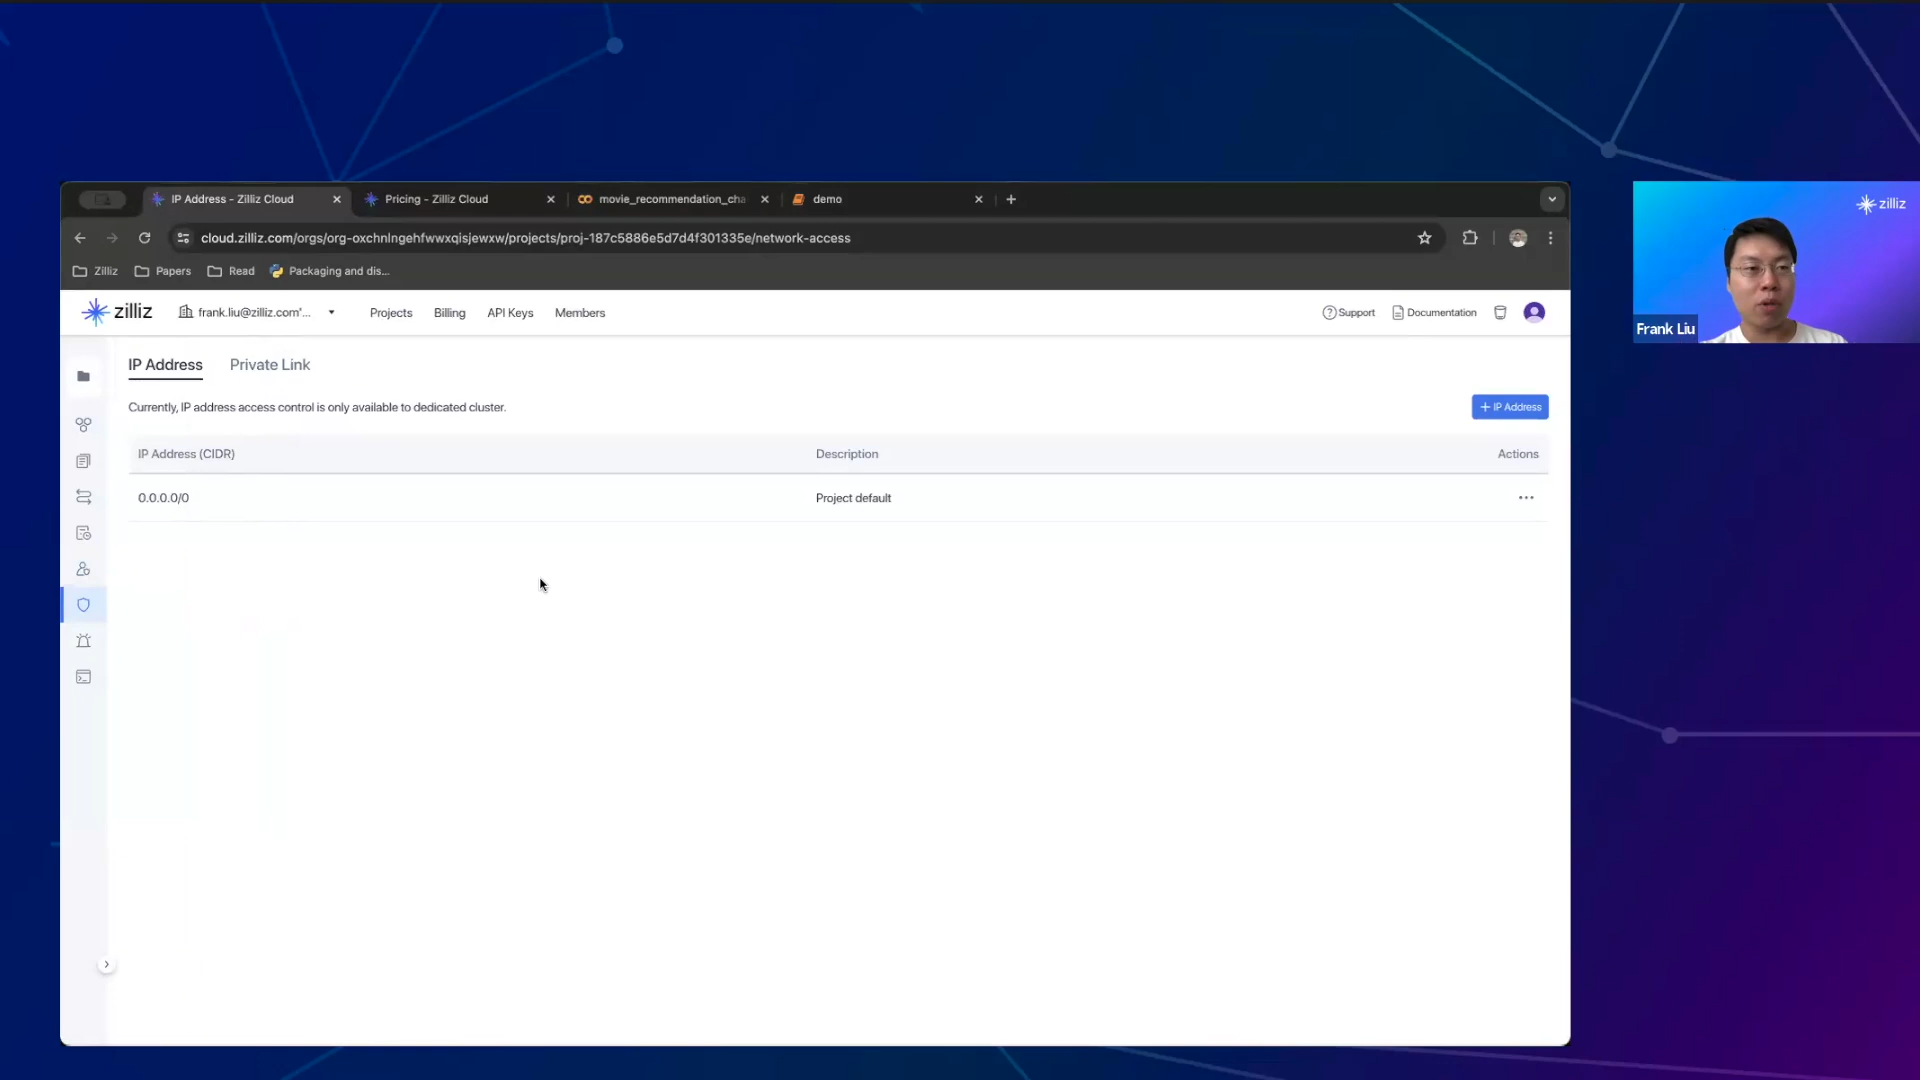 IP Address - Zilliz Cloud
Pricing - Zilliz Cloud
movie_recommendation_cha
demo
cloud.zilliz.com/orgs/org-oxchnlngehfwwxqisjewxw/projects/proj-187c5886e5d7d4f301335e/network-access
Zilliz
Papers
Read
Packaging and dis...
zilliz
frank.liu@zilliz.com'...
Projects
Billing
API Keys
Members
Support
Documentation
zilliz
Frank Liu
IP Address
Private Link
Currently, IP address access control is only available to dedicated cluster.
+ IP Address
IP Address (CIDR)
Description
Actions
0.0.0.0/0
Project default